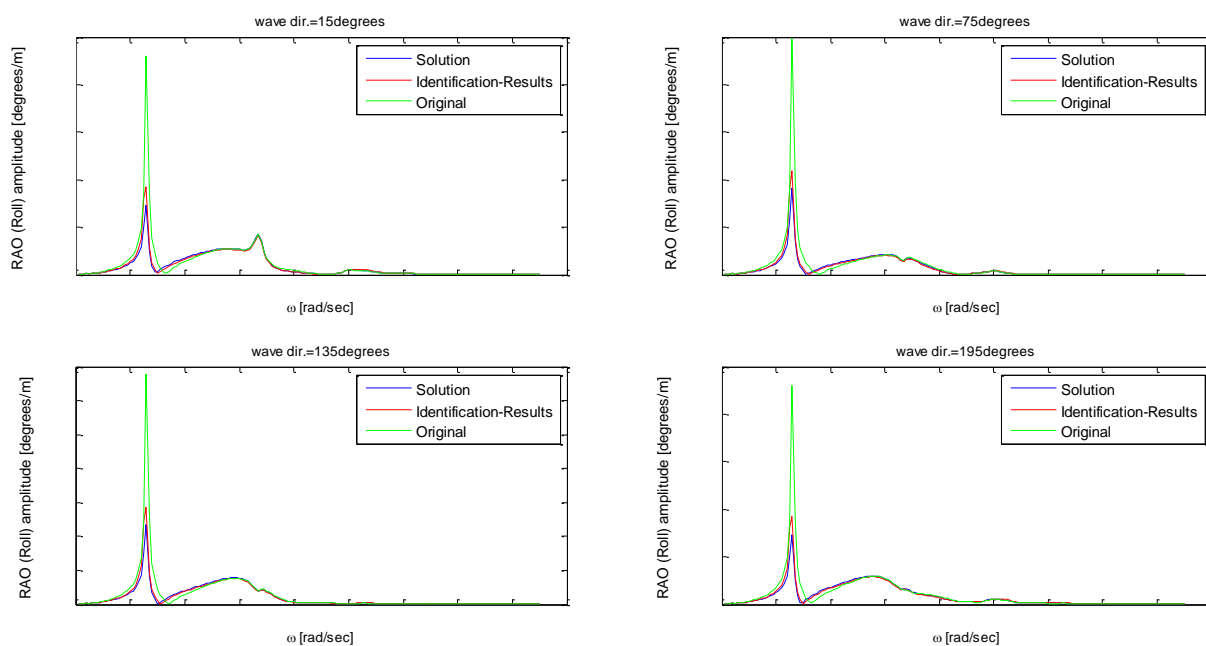 wave dir.=15degrees
RAO (Roll) amplitude [degrees/m]
Solution
Identification-Results
Original
ω [rad/sec]
wave dir.=75degrees
RAO (Roll) amplitude [degrees/m]
Solution
Identification-Results
Original
ω [rad/sec]
wave dir.=135degrees
RAO (Roll) amplitude [degrees/m]
Solution
Identification-Results
Original
ω [rad/sec]
wave dir.=195degrees
RAO (Roll) amplitude [degrees/m]
Solution
Identification-Results
Original
ω [rad/sec]